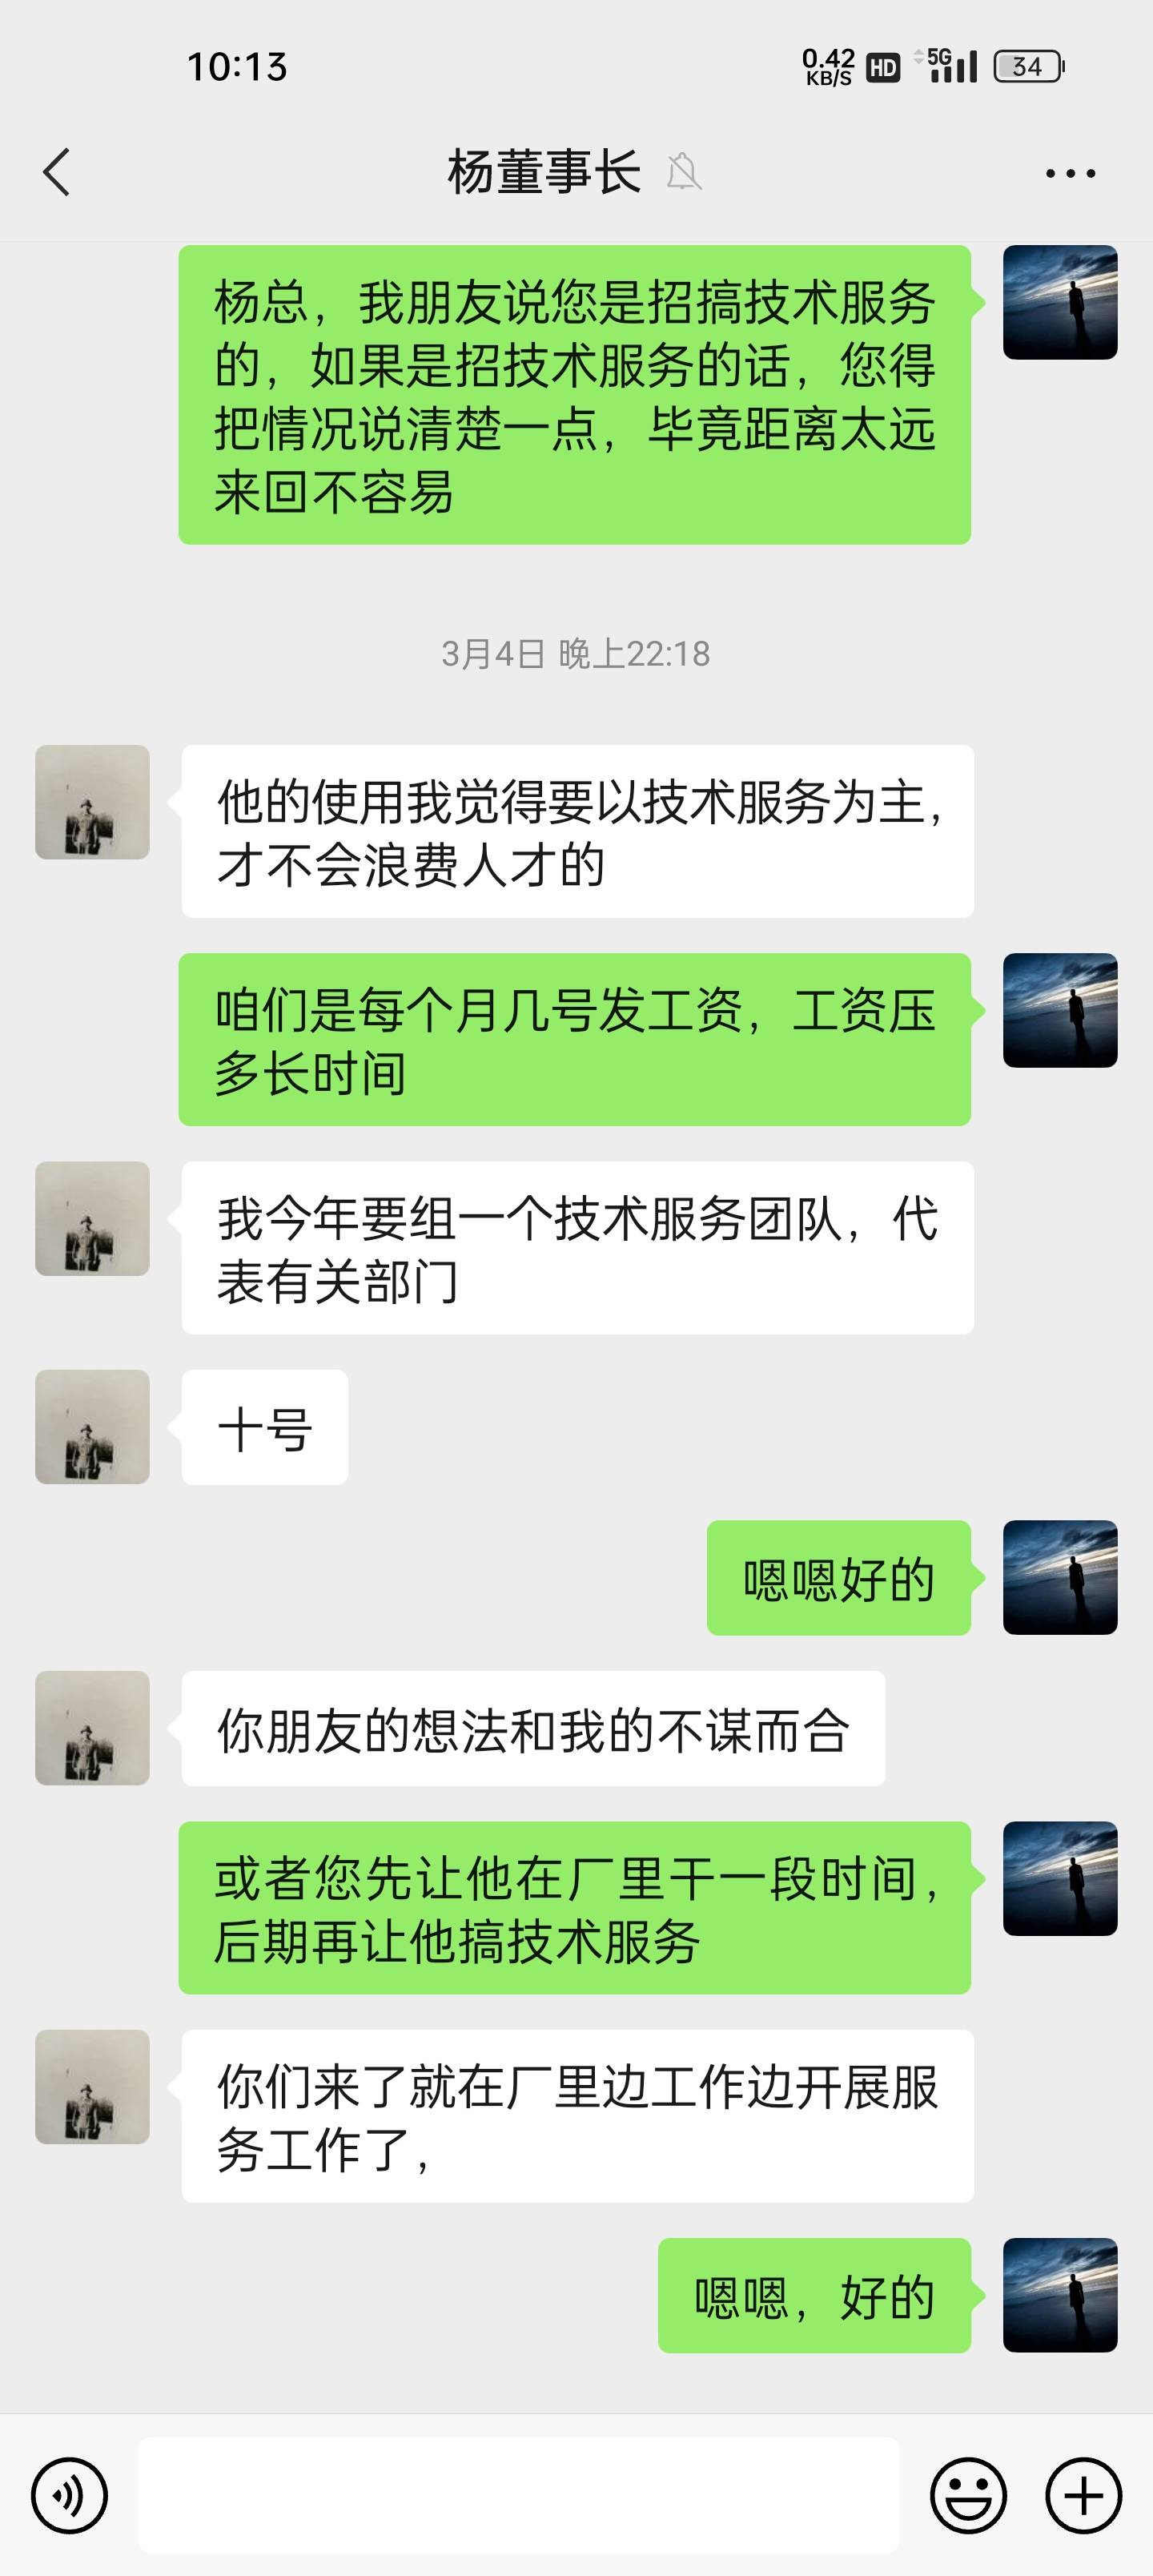 10:13
0.42
KB/S
HD
5G
34
杨董事长
杨总，我朋友说您是招搞技术服务
的，如果是招技术服务的话，您得
把情况说清楚一点，毕竟距离太远
来回不容易
3月4日 晚上22:18
他的使用我觉得要以技术服务为主，
才不会浪费人才的
咱们是每个月几号发工资，工资压
多长时间
我今年要组一个技术服务团队，代
表有关部门
十号
嗯嗯好的
你朋友的想法和我的不谋而合
或者您先让他在厂里干一段时间，
后期再让他搞技术服务
你们来了就在厂里边工作边开展服
务工作了，
嗯嗯，好的